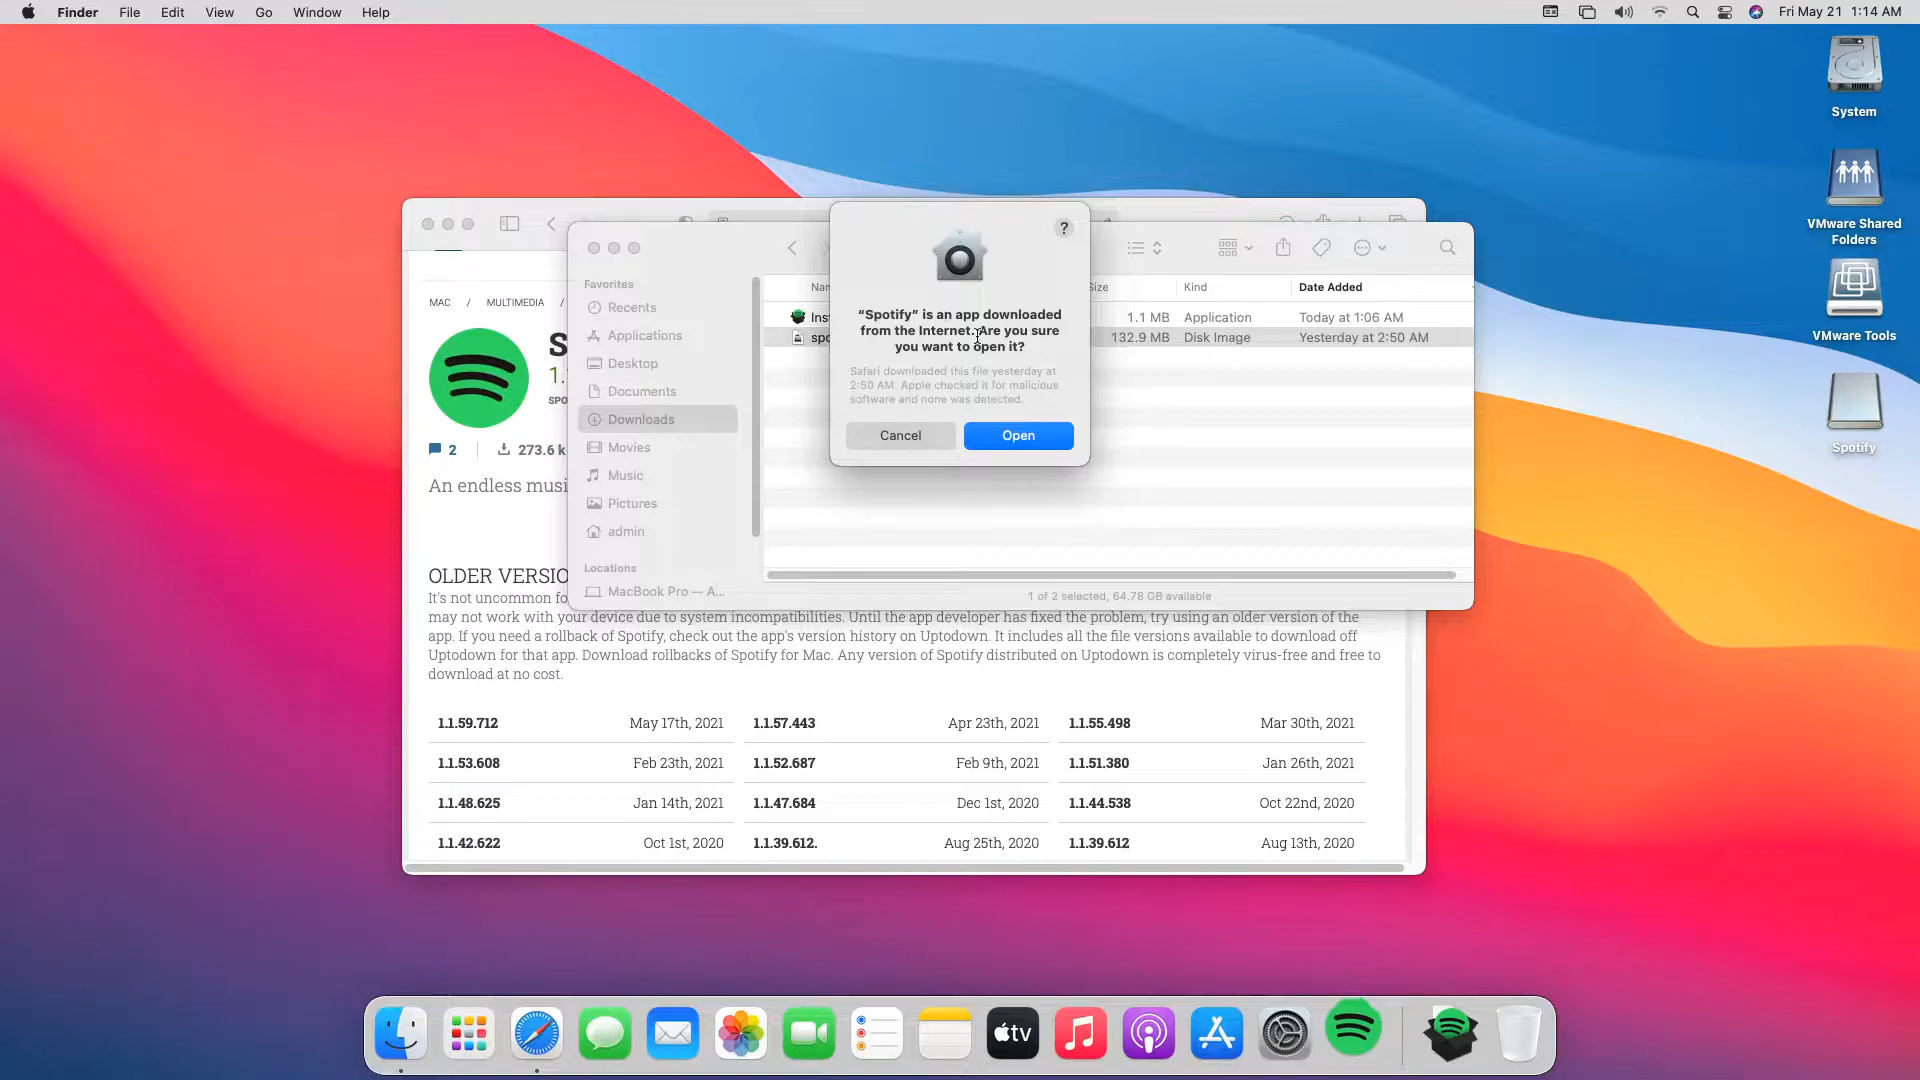 Finder File Edit View Go Window Help Fri May 21 1:14 AM
System
VMware Shared
Folders
VMware Tools
Spotify
Favorites
Recents
Applications
Desktop
Documents
Downloads
Movies
Music
Pictures
admin
Locations
MacBook Pro — A...
Size Kind Date Added
1.1 MB Application Today at 1:06 AM
132.9 MB Disk Image Yesterday at 2:50 AM
1 of 2 selected, 64.78 GB available
?
“Spotify” is an app downloaded
from the Internet. Are you sure
you want to open it?
Safari downloaded this file yesterday at
2:50 AM. Apple checked it for malicious
software and none was detected.
Cancel Open
MAC / MULTIMEDIA /
S
1.
SPO
2 273.6 k
An endless musi
OLDER VERSIO
It's not uncommon fo
may not work with your device due to system incompatibilities. Until the app developer has fixed the problem, try using an older version of the
app. If you need a rollback of Spotify, check out the app's version history on Uptodown. It includes all the file versions available to download off
Uptodown for that app. Download rollbacks of Spotify for Mac. Any version of Spotify distributed on Uptodown is completely virus-free and free to
download at no cost.
1.1.59.712 May 17th, 2021 1.1.57.443 Apr 23th, 2021 1.1.55.498 Mar 30th, 2021
1.1.53.608 Feb 23th, 2021 1.1.52.687 Feb 9th, 2021 1.1.51.380 Jan 26th, 2021
1.1.48.625 Jan 14th, 2021 1.1.47.684 Dec 1st, 2020 1.1.44.538 Oct 22nd, 2020
1.1.42.622 Oct 1st, 2020 1.1.39.612. Aug 25th, 2020 1.1.39.612 Aug 13th, 2020
tv